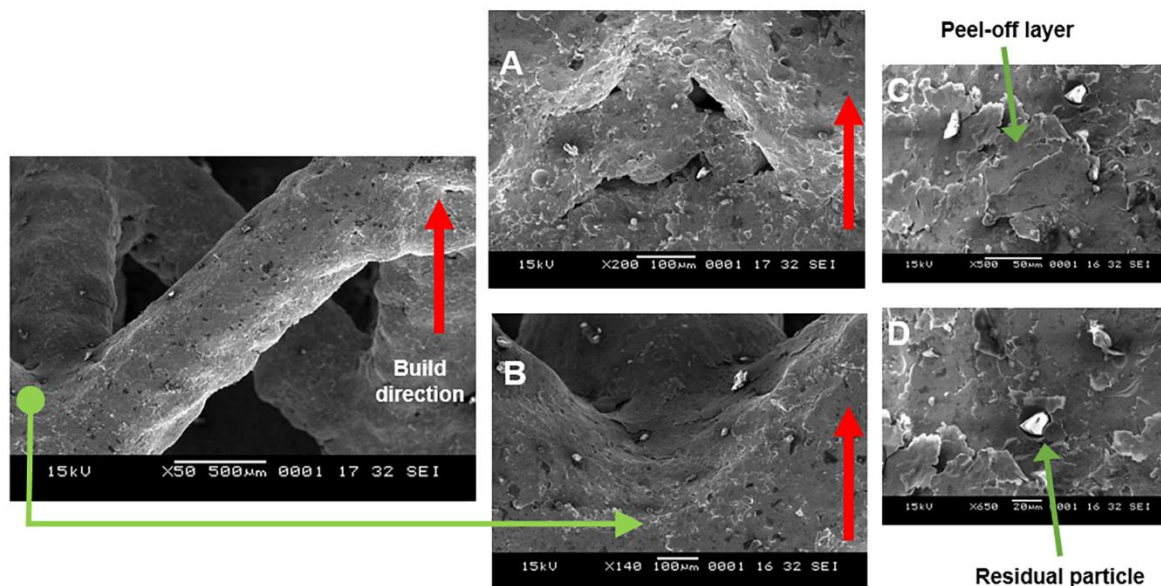 Peel-off layer
A
C
15kV X200 100µm 0001 17 32 SEI
15kV X500 50µm 0001 16 32 SEI
Build
direction
B
D
15kV X50 500µm 0001 17 32 SEI
15kV X650 20µm 0001 16 32 SEI
15kV X140 100µm 0001 16 32 SEI
Residual particle